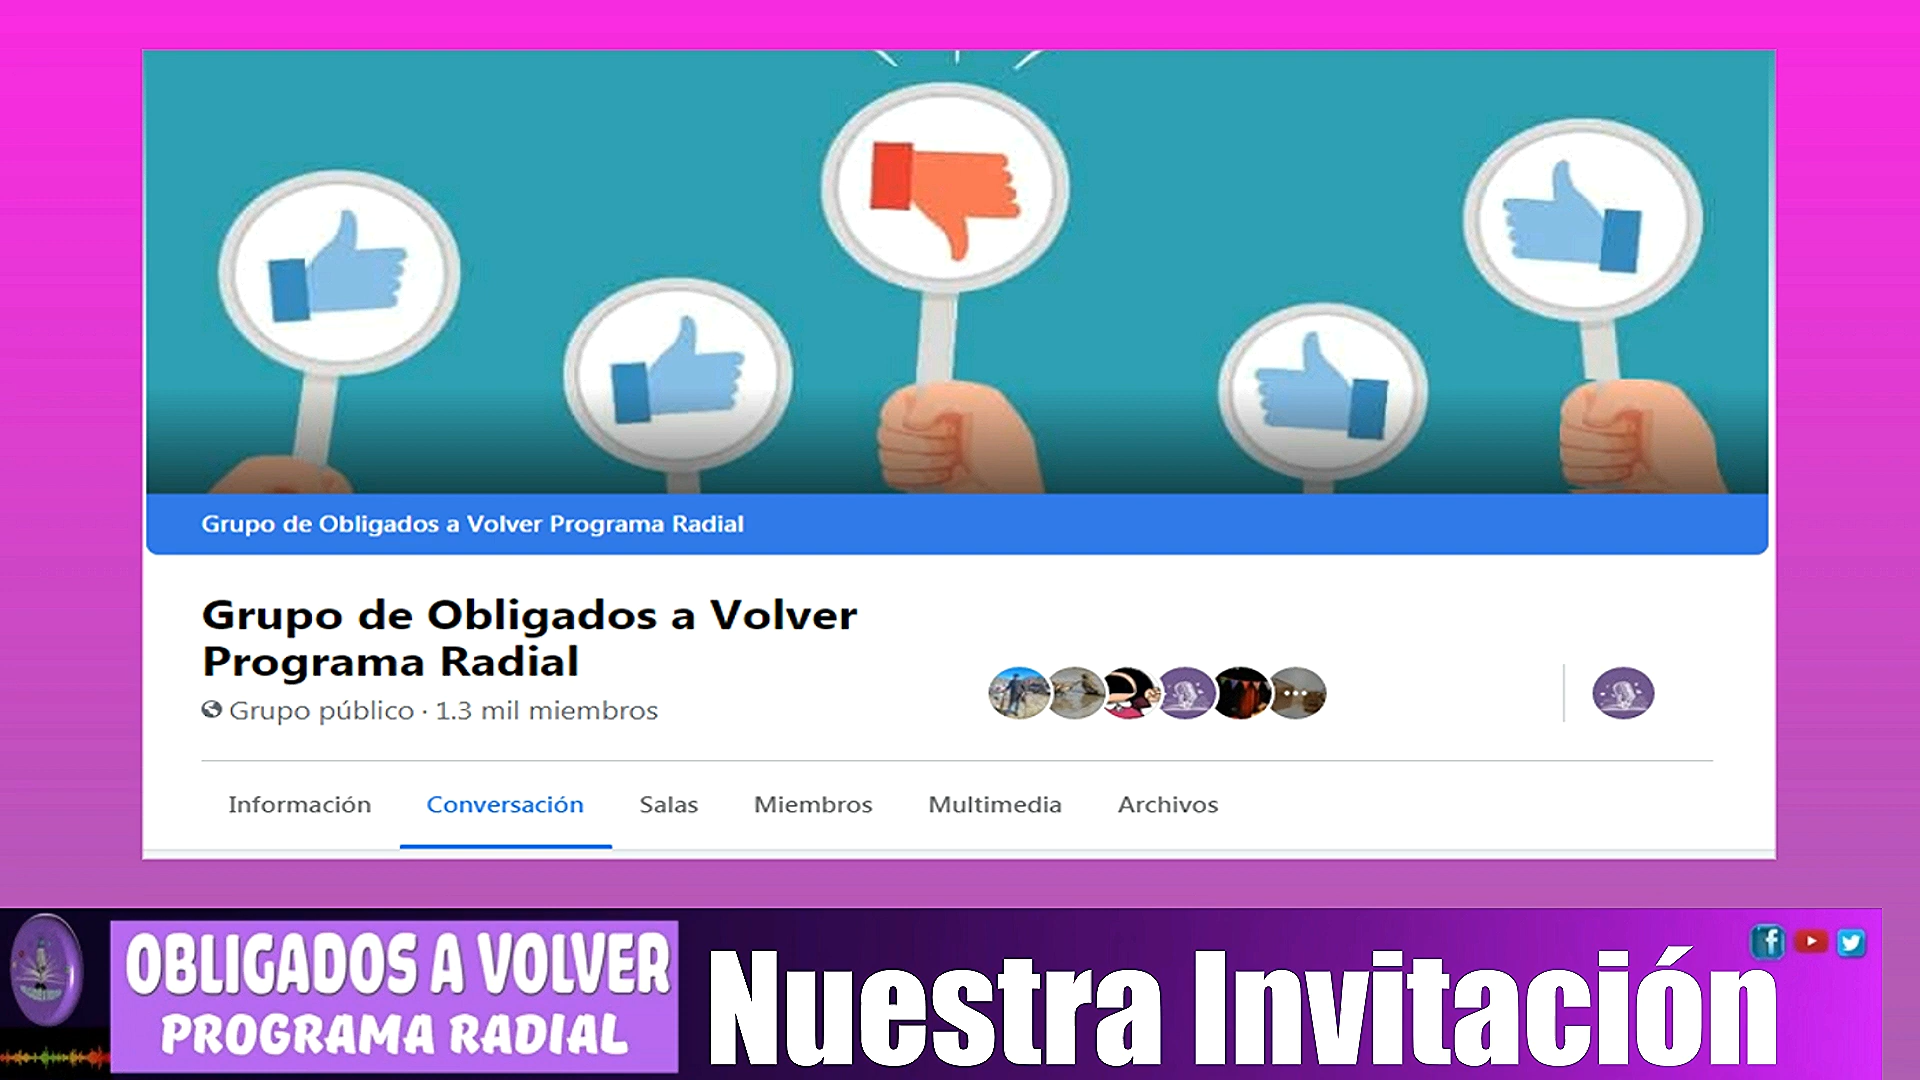 Grupo de Obligados a Volver Programa Radial
Grupo de Obligados a Volver
Programa Radial
Grupo público · 1.3 mil miembros
Información
Conversación
Salas
Miembros
Multimedia
Archivos
OBLIGADOS A VOLVER
PROGRAMA RADIAL
Nuestra Invitación